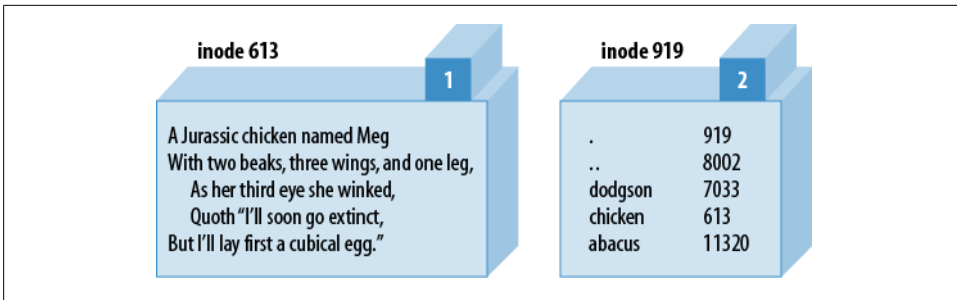 inode 613
1
A Jurassic chicken named Meg
With two beaks, three wings, and one leg,
As her third eye she winked,
Quoth “I’ll soon go extinct,
But I’ll lay first a cubical egg.”
inode 919
2
. 919
.. 8002
dodgson 7033
chicken 613
abacus 11320